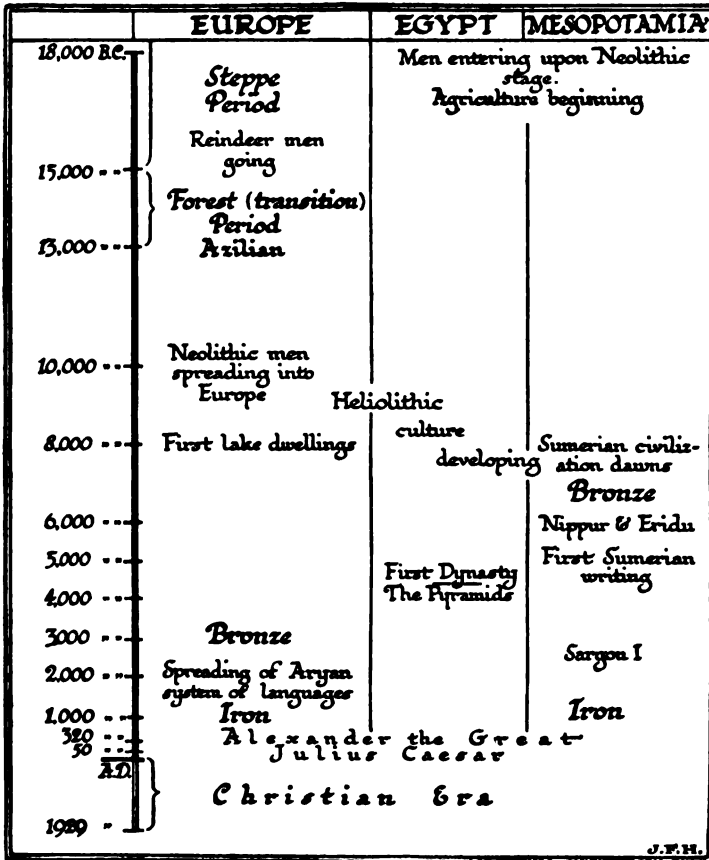 EUROPE EGYPT MESOPOTAMIA
18,000 B.C.
Steppe
Period
Men entering upon Neolithic
stage.
Agriculture beginning
Reindeer men
going
15,000 " "
Forest (transition)
Period
13,000 " "
Azilian
10,000 " "
Neolithic men
spreading into
Europe
Heliolithic
culture
developing
8,000 " "
First lake dwellings
Sumerian civiliz-
ation dawns
Bronze
6,000 " "
Nippur & Eridu
5,000 " "
First Sumerian
writing
First Dynasty
4,000 " "
The Pyramids
3,000 " "
Bronze
Sargon I
2,000 " "
Spreading of Aryan
system of languages
1,000 " "
Iron
Iron
320 " "
Alexander the Great
50 " "
Julius Caesar
A.D.
Christian Era
1929 "
J.F.H.